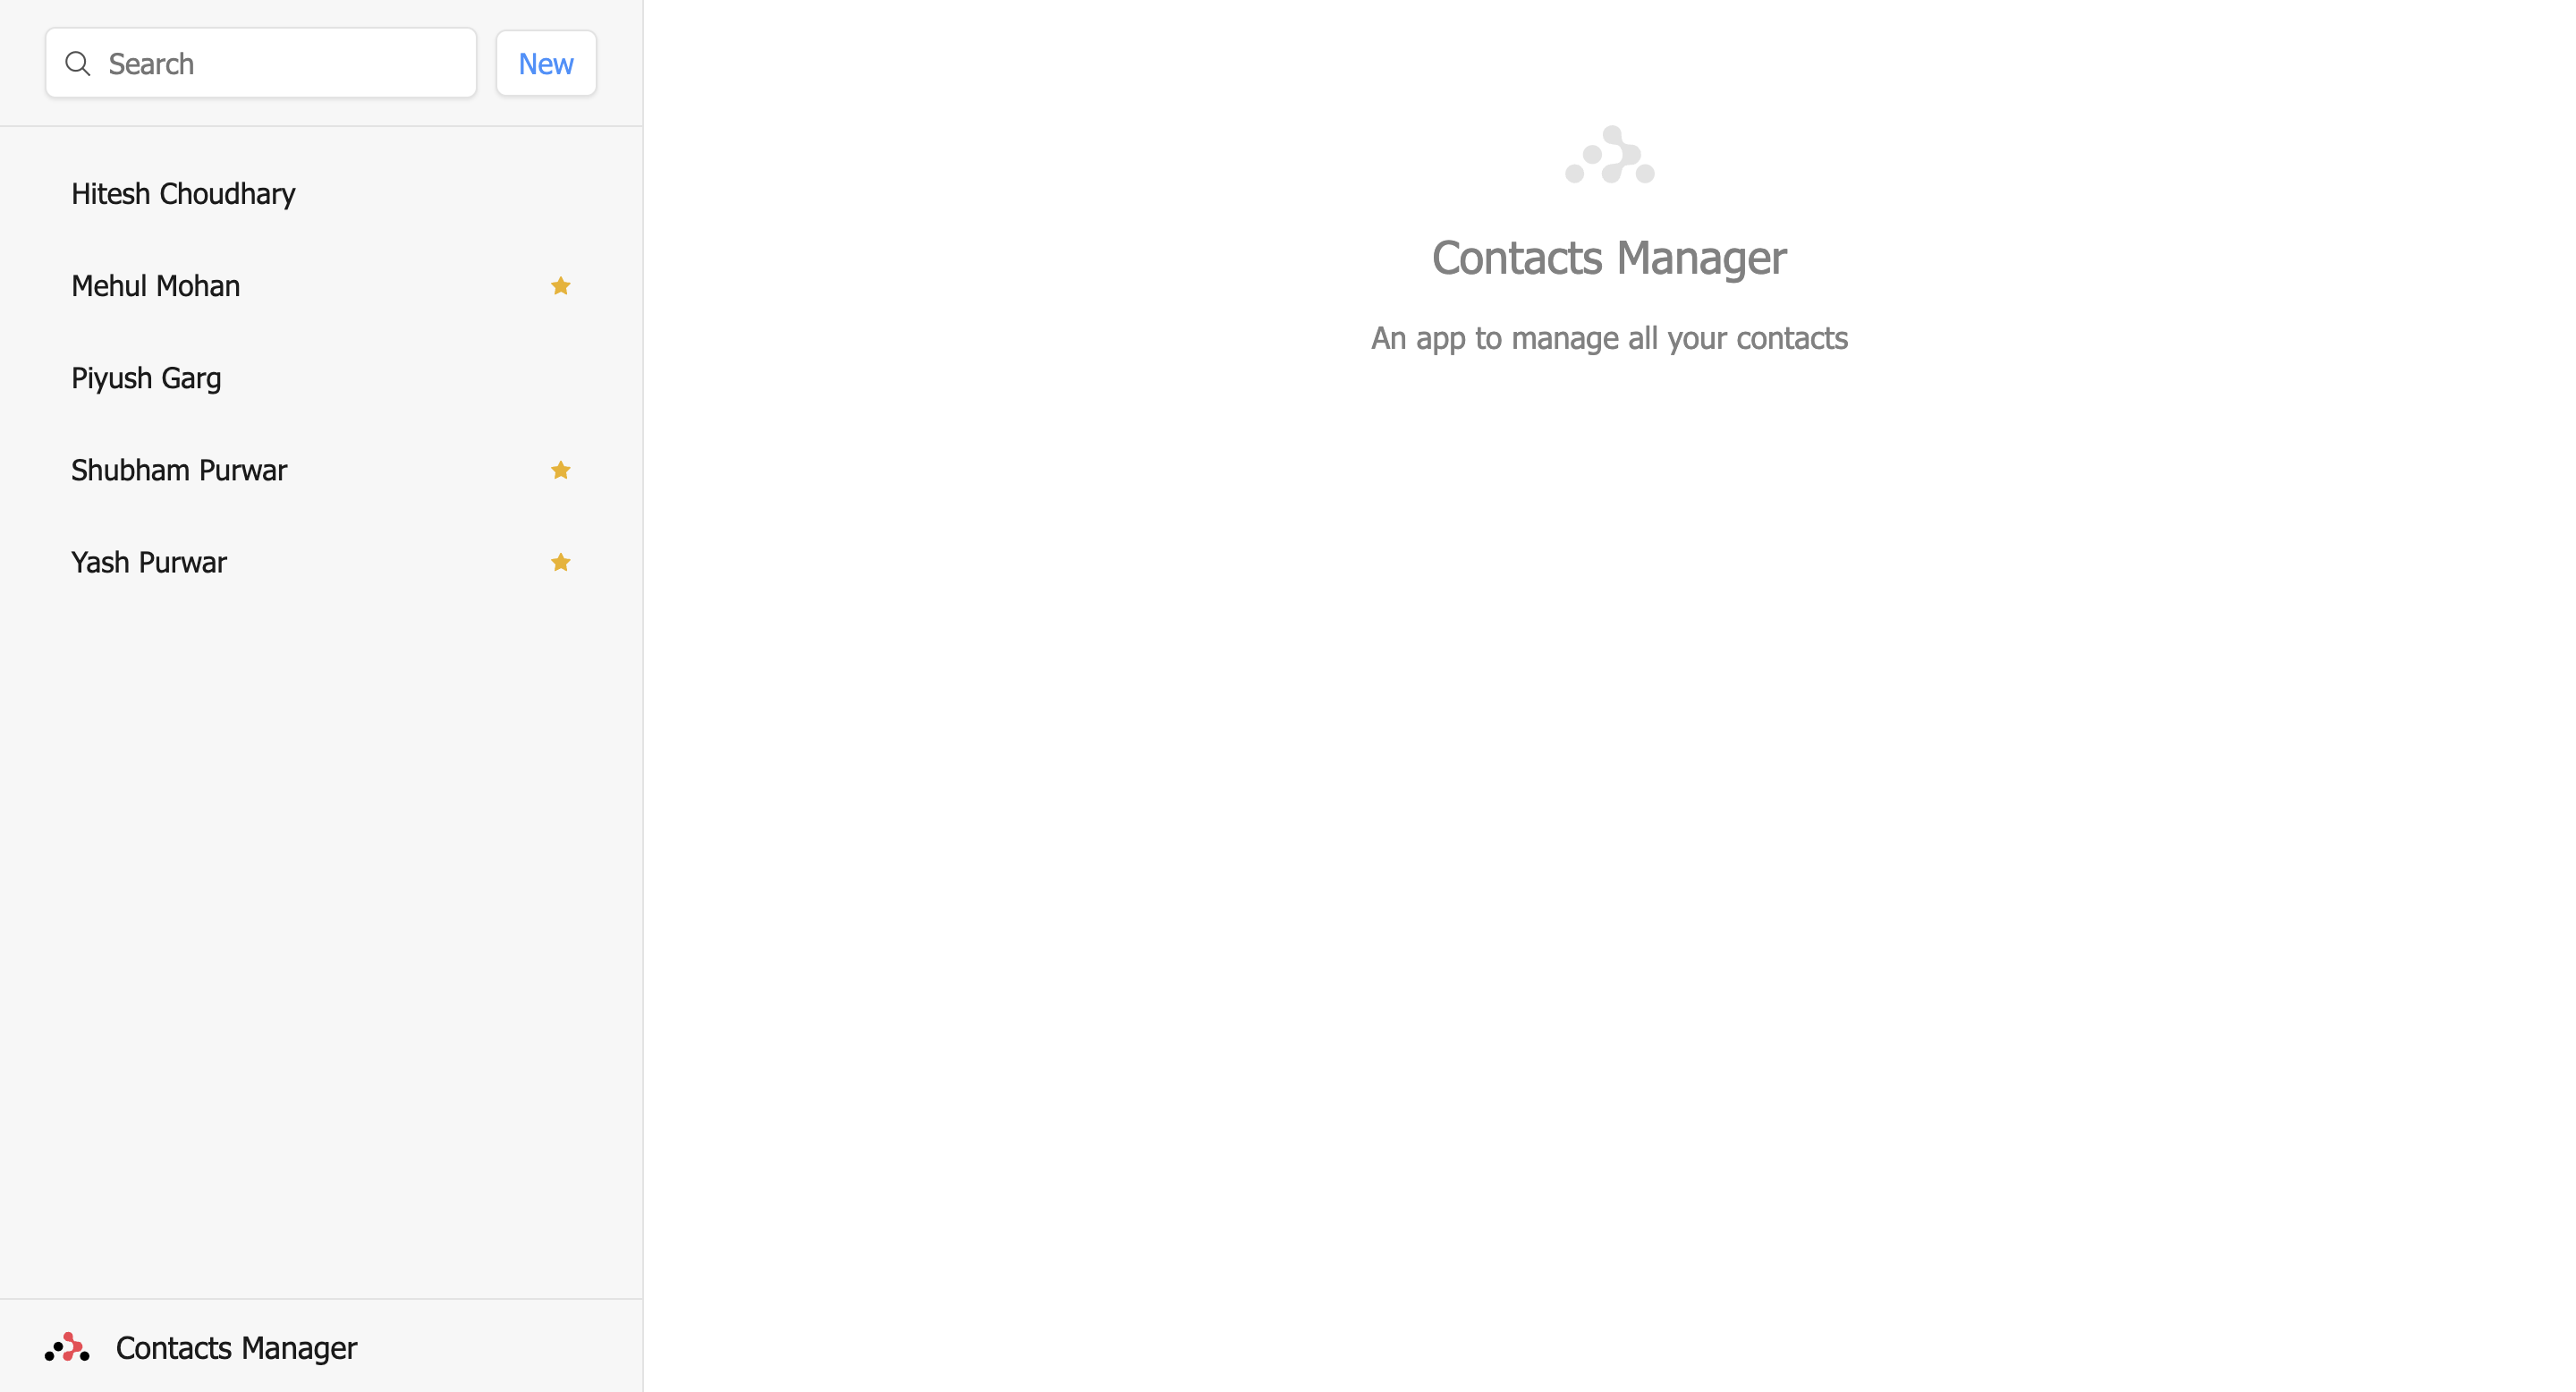 Search
New
Hitesh Choudhary
Mehul Mohan
Piyush Garg
Shubham Purwar
Yash Purwar
Contacts Manager
Contacts Manager
An app to manage all your contacts